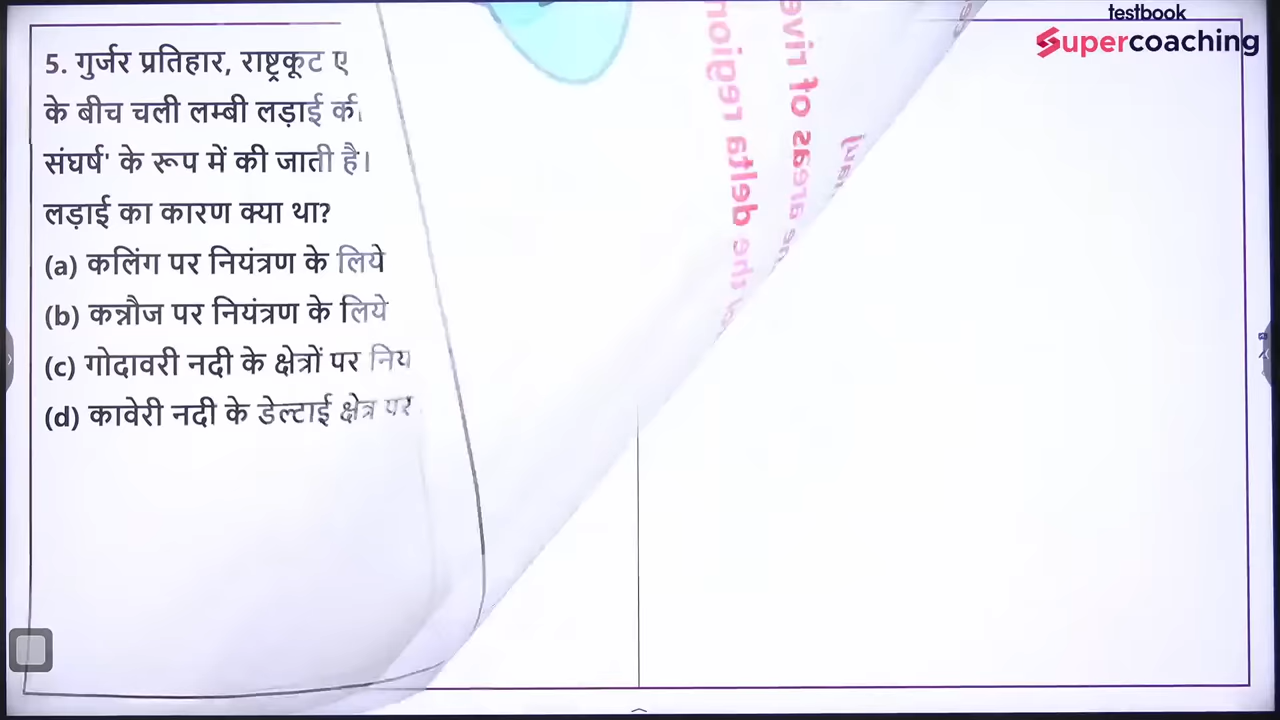 testbook
Supercoaching
5. गुर्जर प्रतिहार, राष्ट्रकूट
के बीच चली लम्बी लड़ाई
संघर्ष' के रूप में की जाती है।
लड़ाई का कारण क्या था?
(a) कलिंग पर नियंत्रण के लिये
(b) कन्नौज पर नियंत्रण के लिये
(c) गोदावरी नदी के क्षेत्रों पर
(d) कावेरी नदी के डेल्टाई क्षेत्र पर